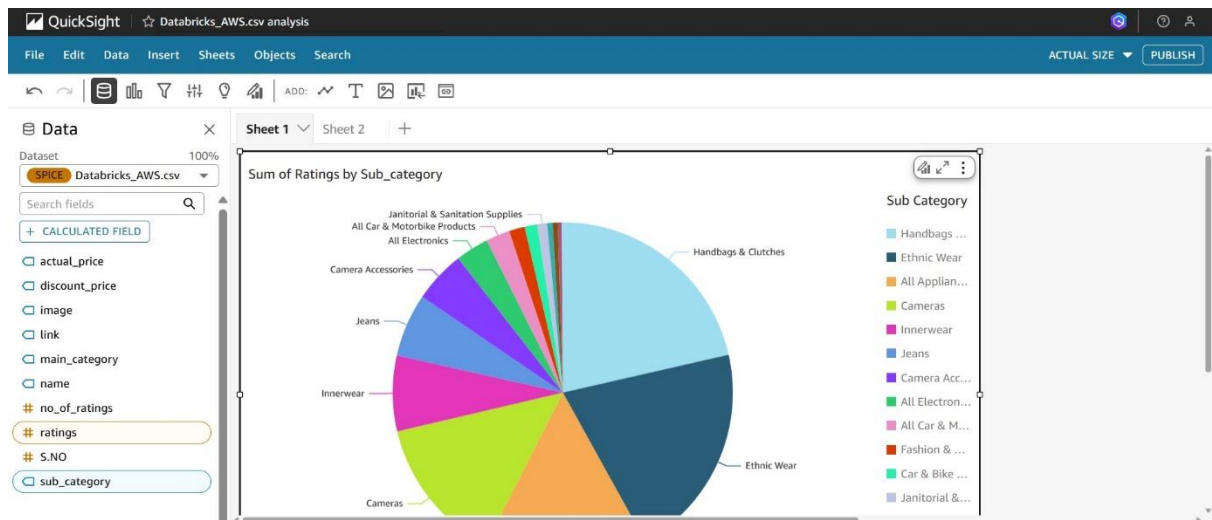 QuickSight
Databricks_AWS.csv analysis
File Edit Data Insert Sheets Objects Search
ACTUAL SIZE PUBLISH
ADD:
Data
Sheet 1 Sheet 2
Dataset 100%
SPICE Databricks_AWS.csv
Search fields
+ CALCULATED FIELD
actual_price
discount_price
image
link
main_category
name
# no_of_ratings
# ratings
# S.NO
sub_category
Sum of Ratings by Sub_category
Janitorial & Sanitation Supplies
All Car & Motorbike Products
All Electronics
Camera Accessories
Jeans
Innerwear
Cameras
Handbags & Clutches
Ethnic Wear
Sub Category
Handbags ...
Ethnic Wear
All Applian...
Cameras
Innerwear
Jeans
Camera Acc...
All Electron...
All Car & M...
Fashion & ...
Car & Bike ...
Janitorial &...